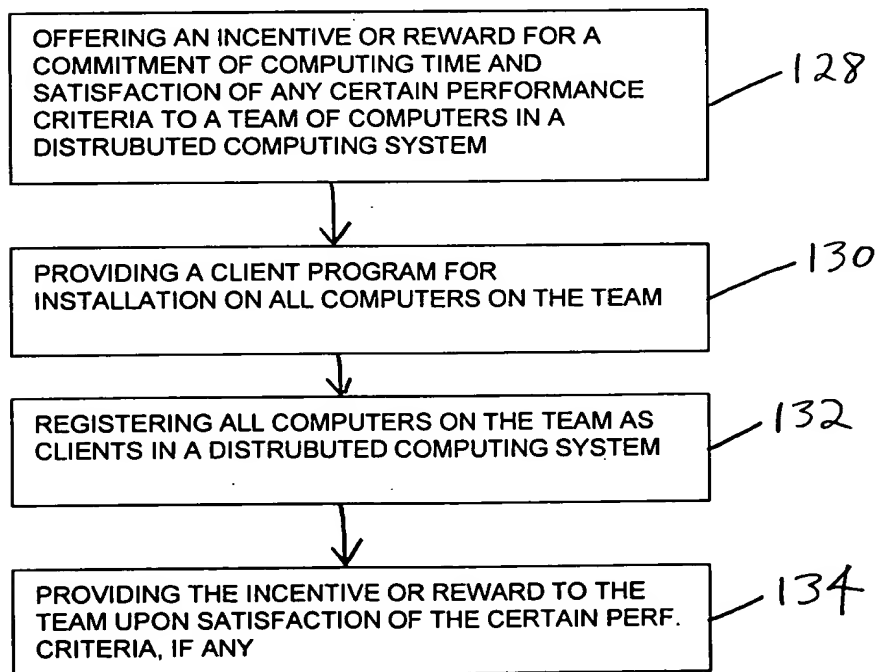 OFFERING AN INCENTIVE OR REWARD FOR A
COMMITMENT OF COMPUTING TIME AND
SATISFACTION OF ANY CERTAIN PERFORMANCE
CRITERIA TO A TEAM OF COMPUTERS IN A
DISTRUBUTED COMPUTING SYSTEM
128
PROVIDING A CLIENT PROGRAM FOR
INSTALLATION ON ALL COMPUTERS ON THE TEAM
130
REGISTERING ALL COMPUTERS ON THE TEAM AS
CLIENTS IN A DISTRUBUTED COMPUTING SYSTEM
132
PROVIDING THE INCENTIVE OR REWARD TO THE
TEAM UPON SATISFACTION OF THE CERTAIN PERF.
CRITERIA, IF ANY
134